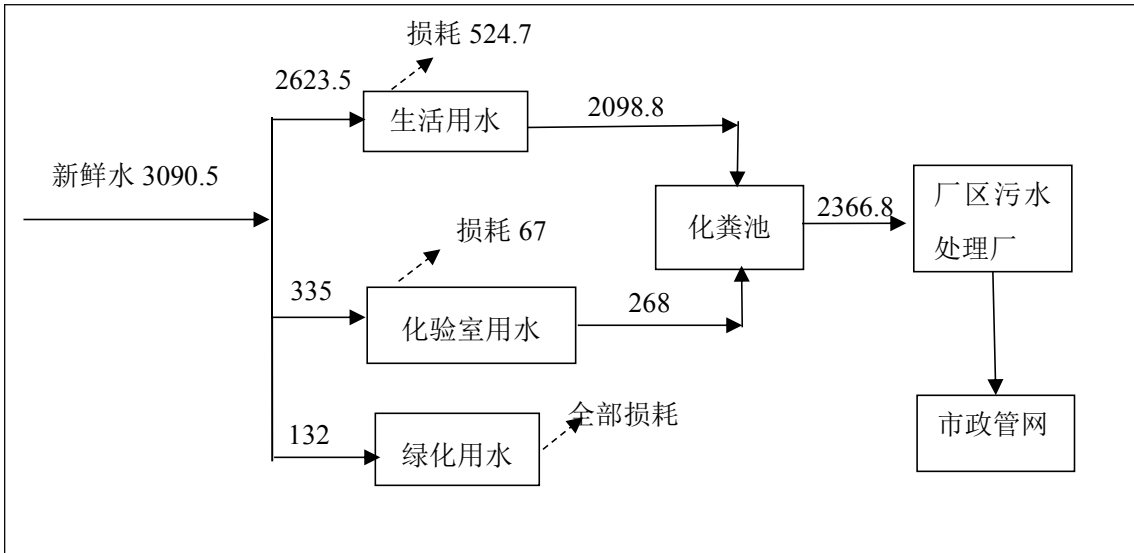 损耗 524.7
2623.5
生活用水
2098.8
新鲜水 3090.5
化粪池
2366.8
厂区污水
处理厂
损耗 67
335
化验室用水
268
132
绿化用水
全部损耗
市政管网